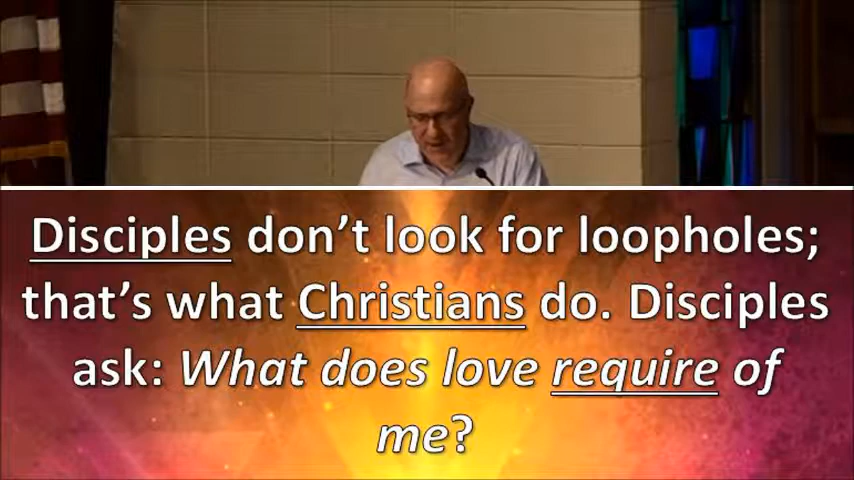 Disciples don’t look for loopholes;
that’s what Christians do. Disciples
ask: What does love require of
me?